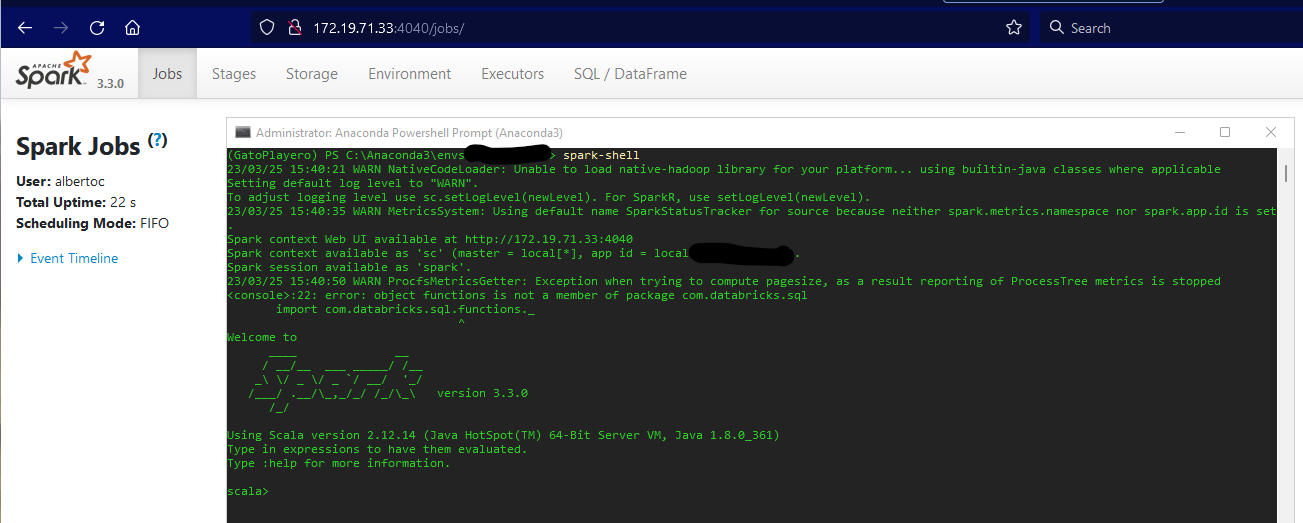 172.19.71.33:4040/jobs/
Search
APACHE
Spark 3.3.0
Jobs Stages Storage Environment Executors SQL / DataFrame
Spark Jobs (?)
User: albertoc
Total Uptime: 22 s
Scheduling Mode: FIFO
Event Timeline
Administrator: Anaconda Powershell Prompt (Anaconda3)
(GatoPlayero) PS C:\Anaconda3\envs > spark-shell
23/03/25 15:40:21 WARN NativeCodeLoader: Unable to load native-hadoop library for your platform... using builtin-java classes where applicable
Setting default log level to "WARN".
To adjust logging level use sc.setLogLevel(newLevel). For SparkR, use setLogLevel(newLevel).
23/03/25 15:40:35 WARN MetricsSystem: Using default name SparkStatusTracker for source because neither spark.metrics.namespace nor spark.app.id is set
.
Spark context Web UI available at http://172.19.71.33:4040
Spark context available as 'sc' (master = local[*], app id = local .
Spark session available as 'spark'.
23/03/25 15:40:50 WARN ProcfsMetricsGetter: Exception when trying to compute pagesize, as a result reporting of ProcessTree metrics is stopped
<console>:22: error: object functions is not a member of package com.databricks.sql
       import com.databricks.sql.functions._
                                 ^
Welcome to
      ____              __
     / __/__  ___ _____/ /__
    _\ \/ _ \/ _ `/ __/  '_/
   /___/ .__/\_,_/_/ /_/\_\   version 3.3.0
      /_/
Using Scala version 2.12.14 (Java HotSpot(TM) 64-Bit Server VM, Java 1.8.0_361)
Type in expressions to have them evaluated.
Type :help for more information.
scala>